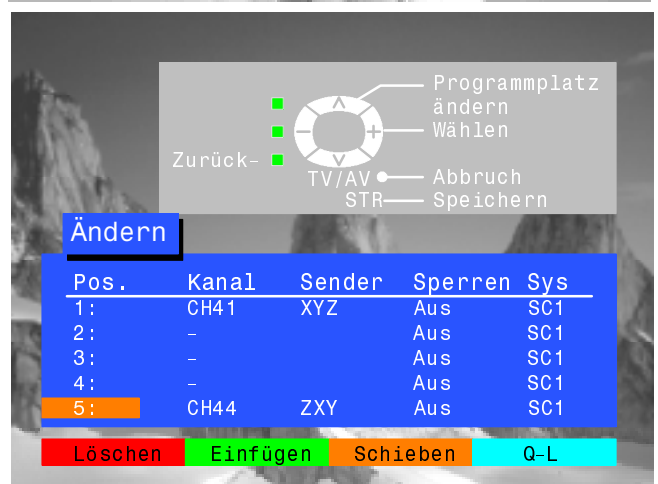 Programmplatz
ändern
Wählen
Zurück-
TV/AV Abbruch
STR Speichern
Ändern
Pos. Kanal Sender Sperren Sys
1: CH41 XYZ Aus SC1
2: - Aus SC1
3: - Aus SC1
4: - Aus SC1
5: CH44 ZXY Aus SC1
Löschen Einfügen Schieben Q-L